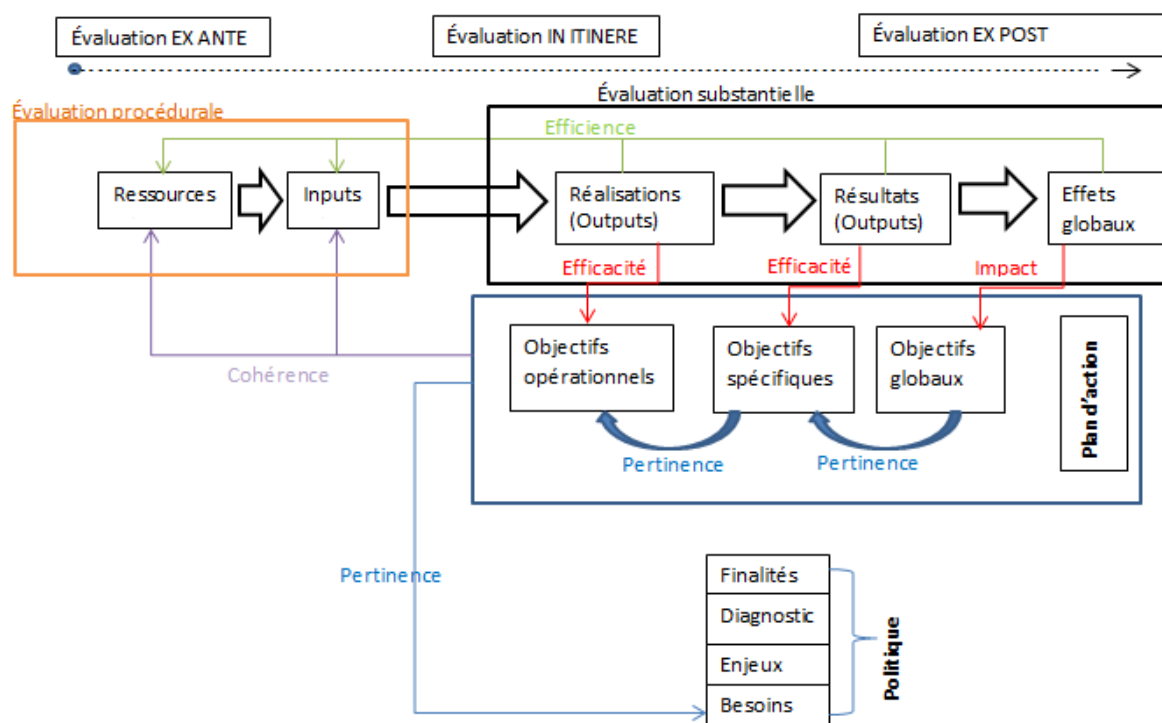 Évaluation EX ANTE
Évaluation IN ITINERE
Évaluation EX POST
Évaluation procédurale
Évaluation substantielle
Efficience
Ressources
Inputs
Réalisations
(Outputs)
Résultats
(Outputs)
Effets
globaux
Efficacité
Efficacité
Impact
Objectifs
opérationnels
Objectifs
spécifiques
Objectifs
globaux
Plan d'action
Cohérence
Pertinence
Pertinence
Pertinence
Finalités
Diagnostic
Enjeux
Besoins
Politique